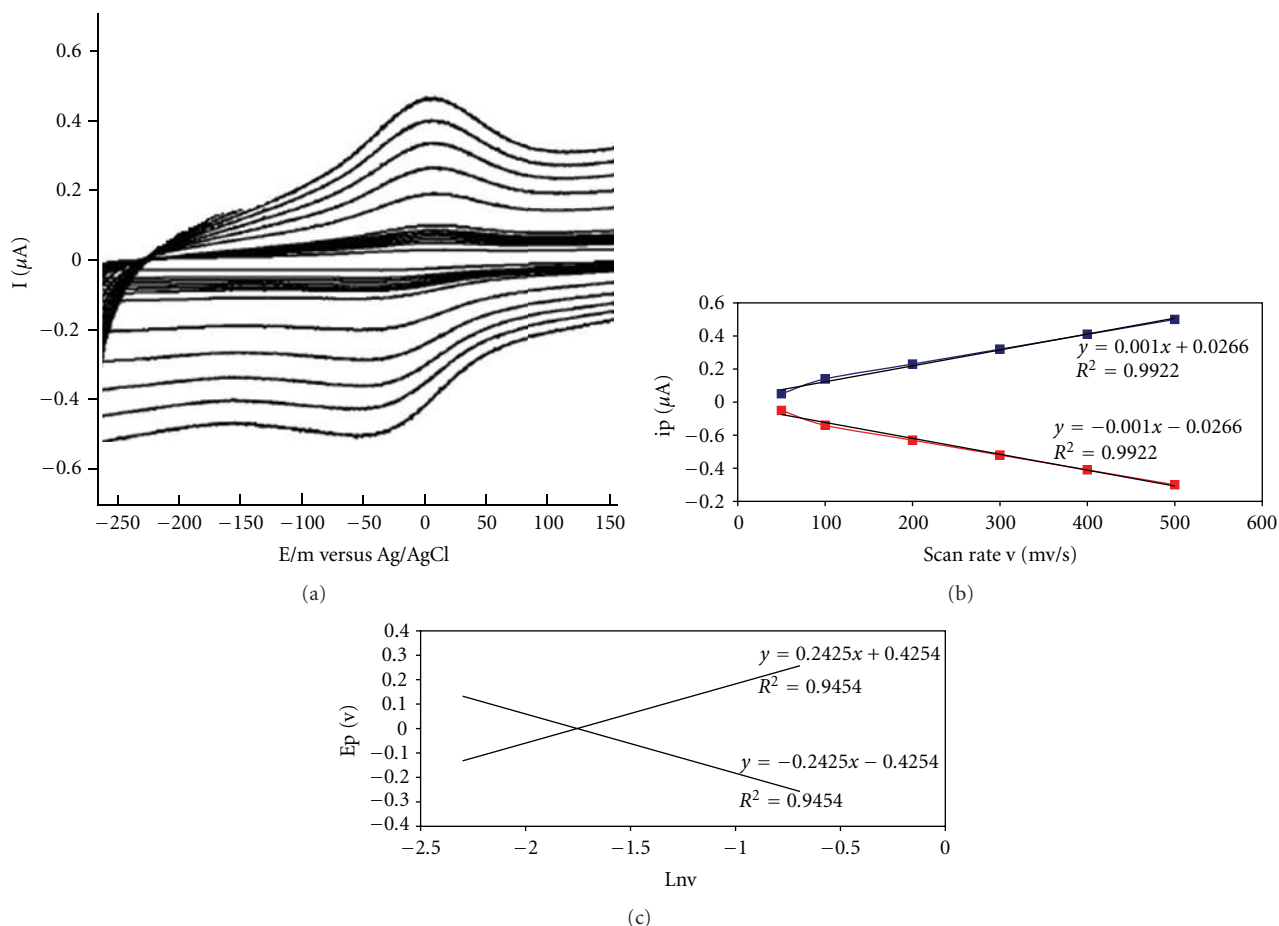 0.6
0.4
0.2
0
−0.2
−0.4
−0.6
I (μA)
−250 −200 −150 −100 −50 0 50 100 150
E/m versus Ag/AgCl
(a)
0.6
0.4
0.2
0
−0.6
−0.4
−0.2
ip (μA)
y = 0.001x + 0.0266
R² = 0.9922
y = −0.001x − 0.0266
R² = 0.9922
0 100 200 300 400 500 600
Scan rate v (mv/s)
(b)
0.4
0.3
0.2
0.1
0
−0.1
−0.2
−0.3
−0.4
Ep (v)
y = 0.2425x + 0.4254
R² = 0.9454
y = −0.2425x − 0.4254
R² = 0.9454
−2.5 −2 −1.5 −1 −0.5 0
Lnv
(c)